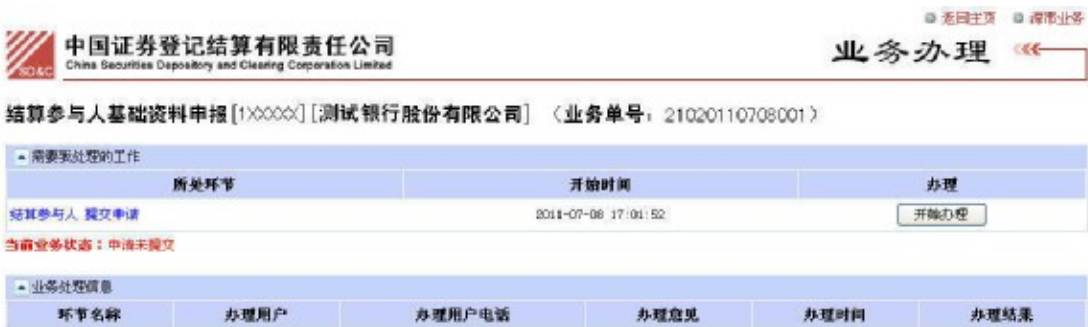 返回主页 深市业务
SD&C
中国证券登记结算有限责任公司
China Securities Depository and Clearing Corporation Limited
业务办理
结算参与人基础资料申报[1XXXXX][测试银行股份有限公司] （业务单号：21020110708001）
需要我处理的工作
所处环节 开始时间 办理
结算参与人 提交申请 2011-07-08 17:01:52 开始办理
当前业务状态：申请未提交
业务处理信息
环节名称 办理用户 办理用户电话 办理意见 办理时间 办理结果